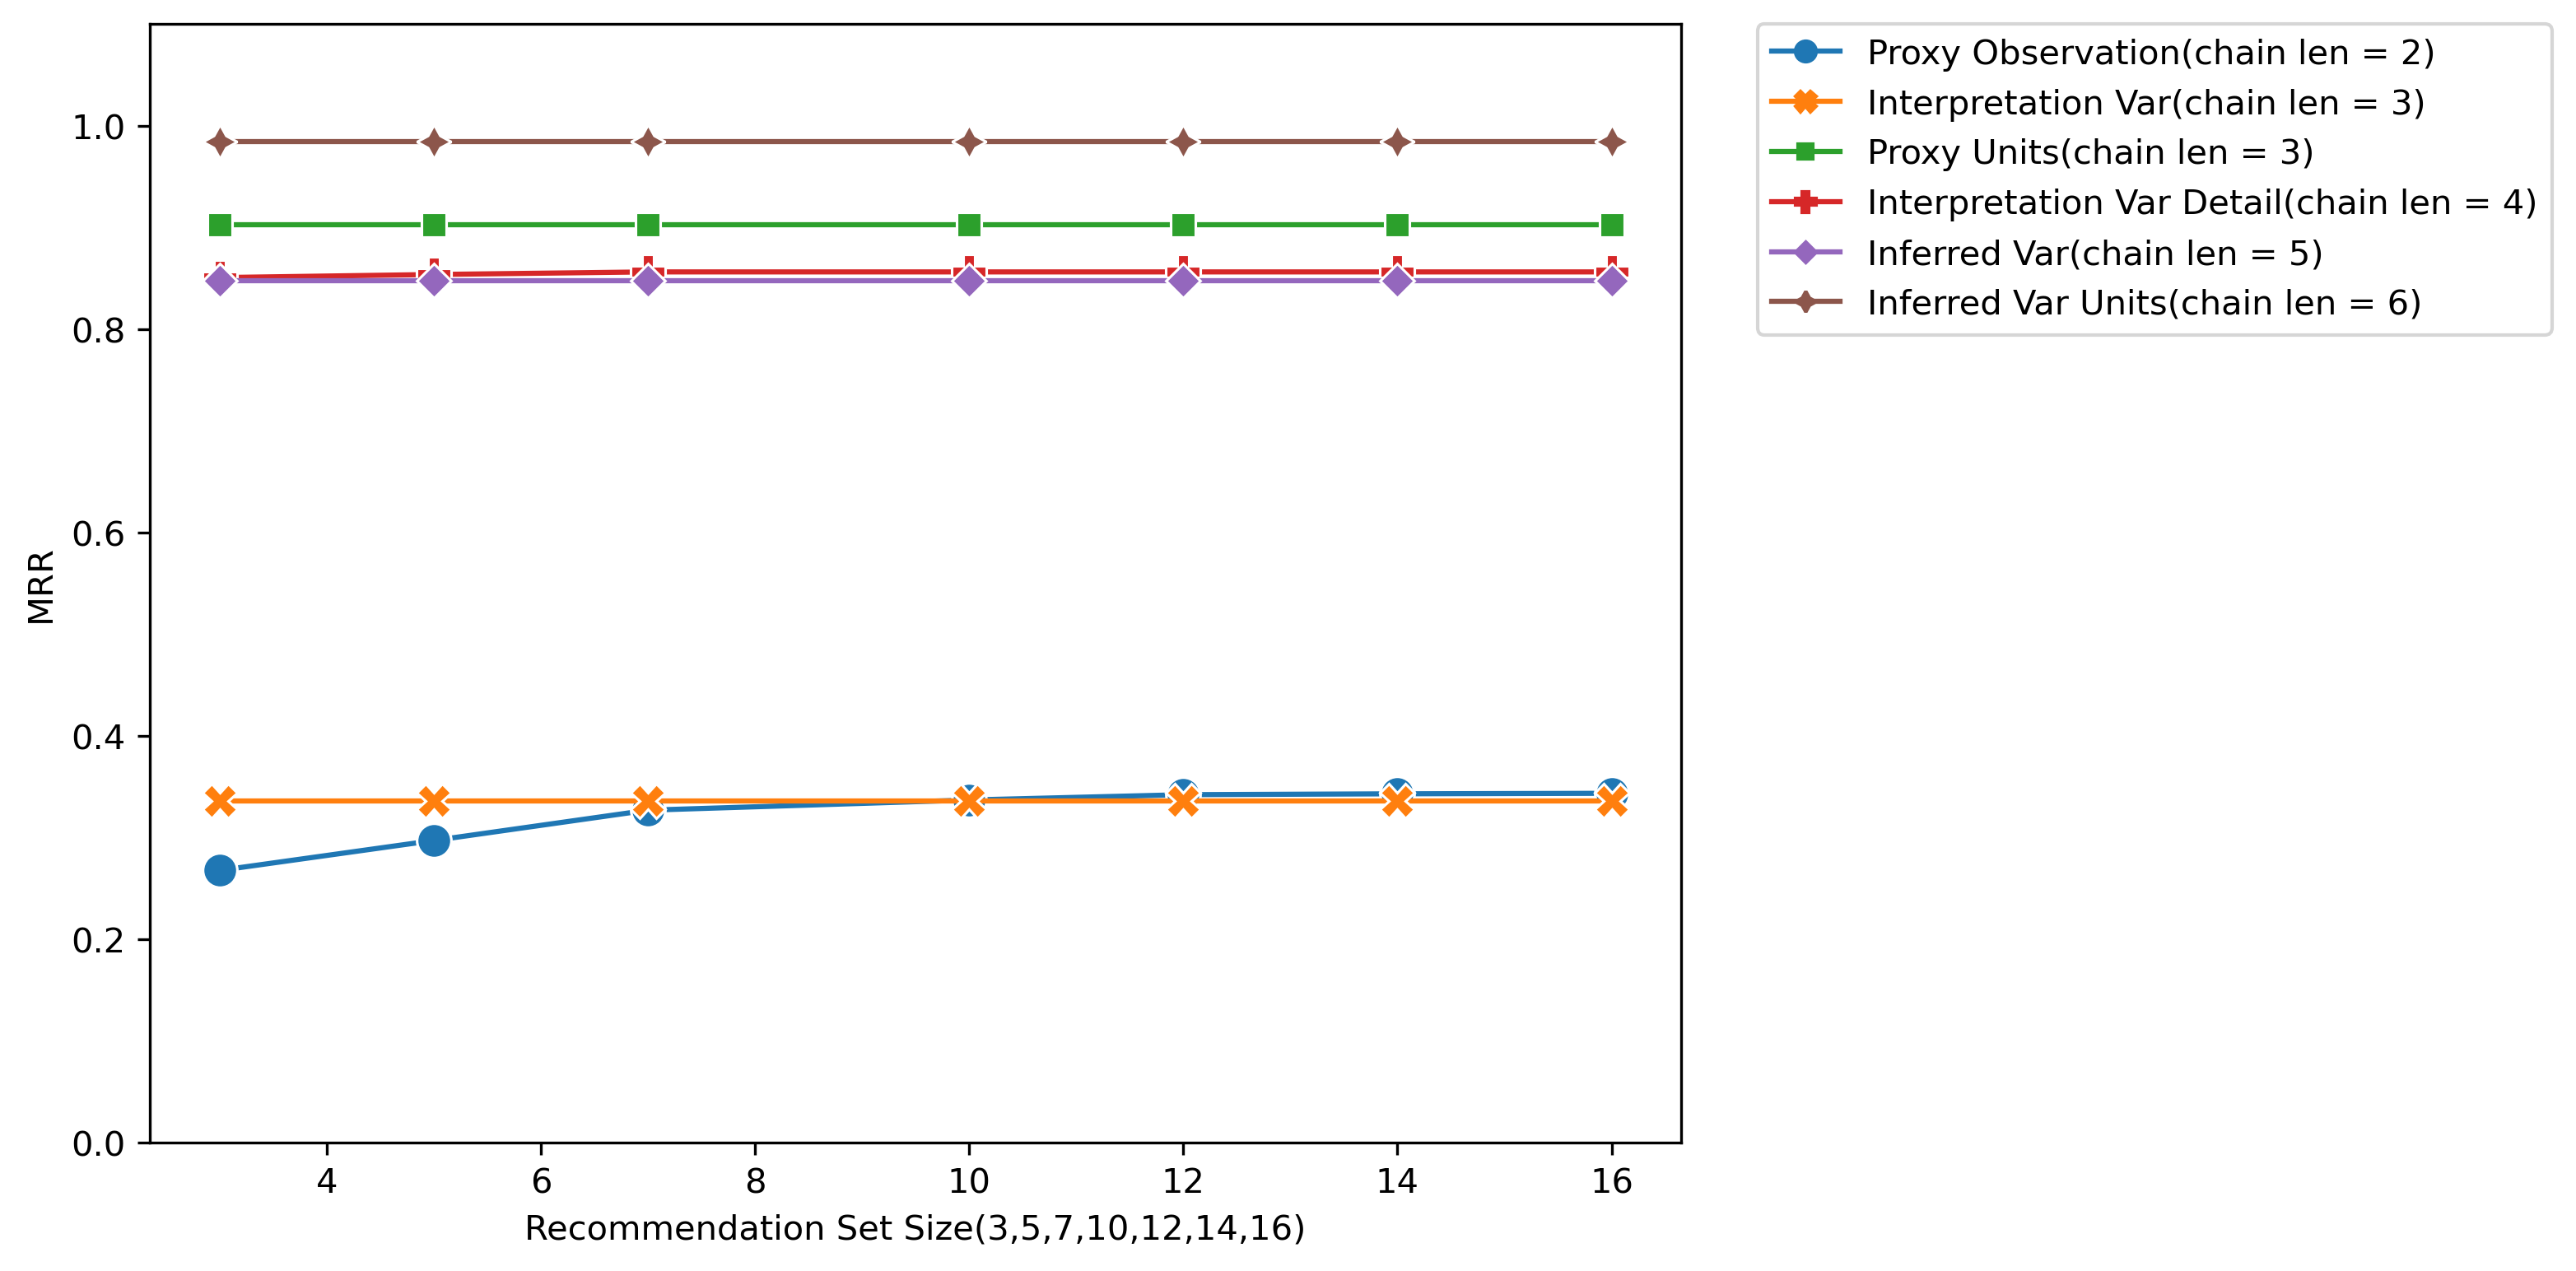 MRR
1.0
0.8
0.6
0.4
0.2
0.0
4 6 8 10 12 14 16
Recommendation Set Size(3,5,7,10,12,14,16)
Proxy Observation(chain len = 2)
Interpretation Var(chain len = 3)
Proxy Units(chain len = 3)
Interpretation Var Detail(chain len = 4)
Inferred Var(chain len = 5)
Inferred Var Units(chain len = 6)